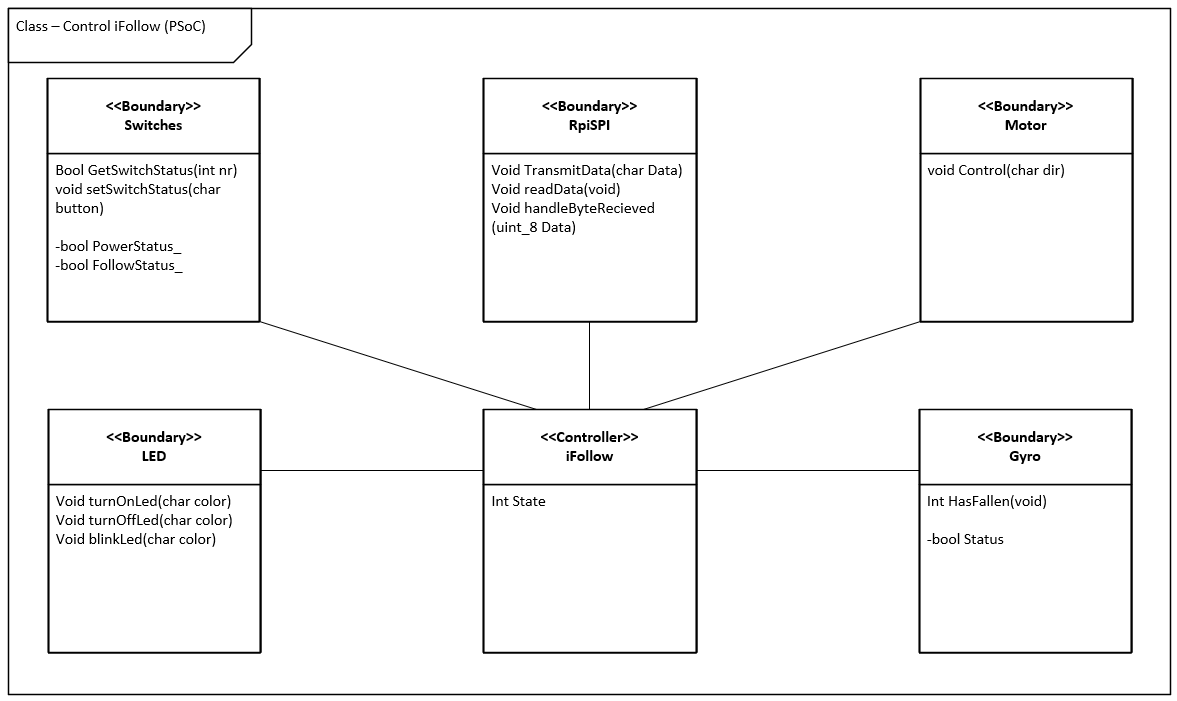 Class – Control iFollow (PSoC)
<<Boundary>>
Switches
Bool GetSwitchStatus(int nr)
void setSwitchStatus(char
button)
-bool PowerStatus_
-bool FollowStatus_
<<Boundary>>
RpiSPI
Void TransmitData(char Data)
Void readData(void)
Void handleByteRecieved
(uint_8 Data)
<<Boundary>>
Motor
void Control(char dir)
<<Boundary>>
LED
Void turnOnLed(char color)
Void turnOffLed(char color)
Void blinkLed(char color)
<<Controller>>
iFollow
Int State
<<Boundary>>
Gyro
Int HasFallen(void)
-bool Status